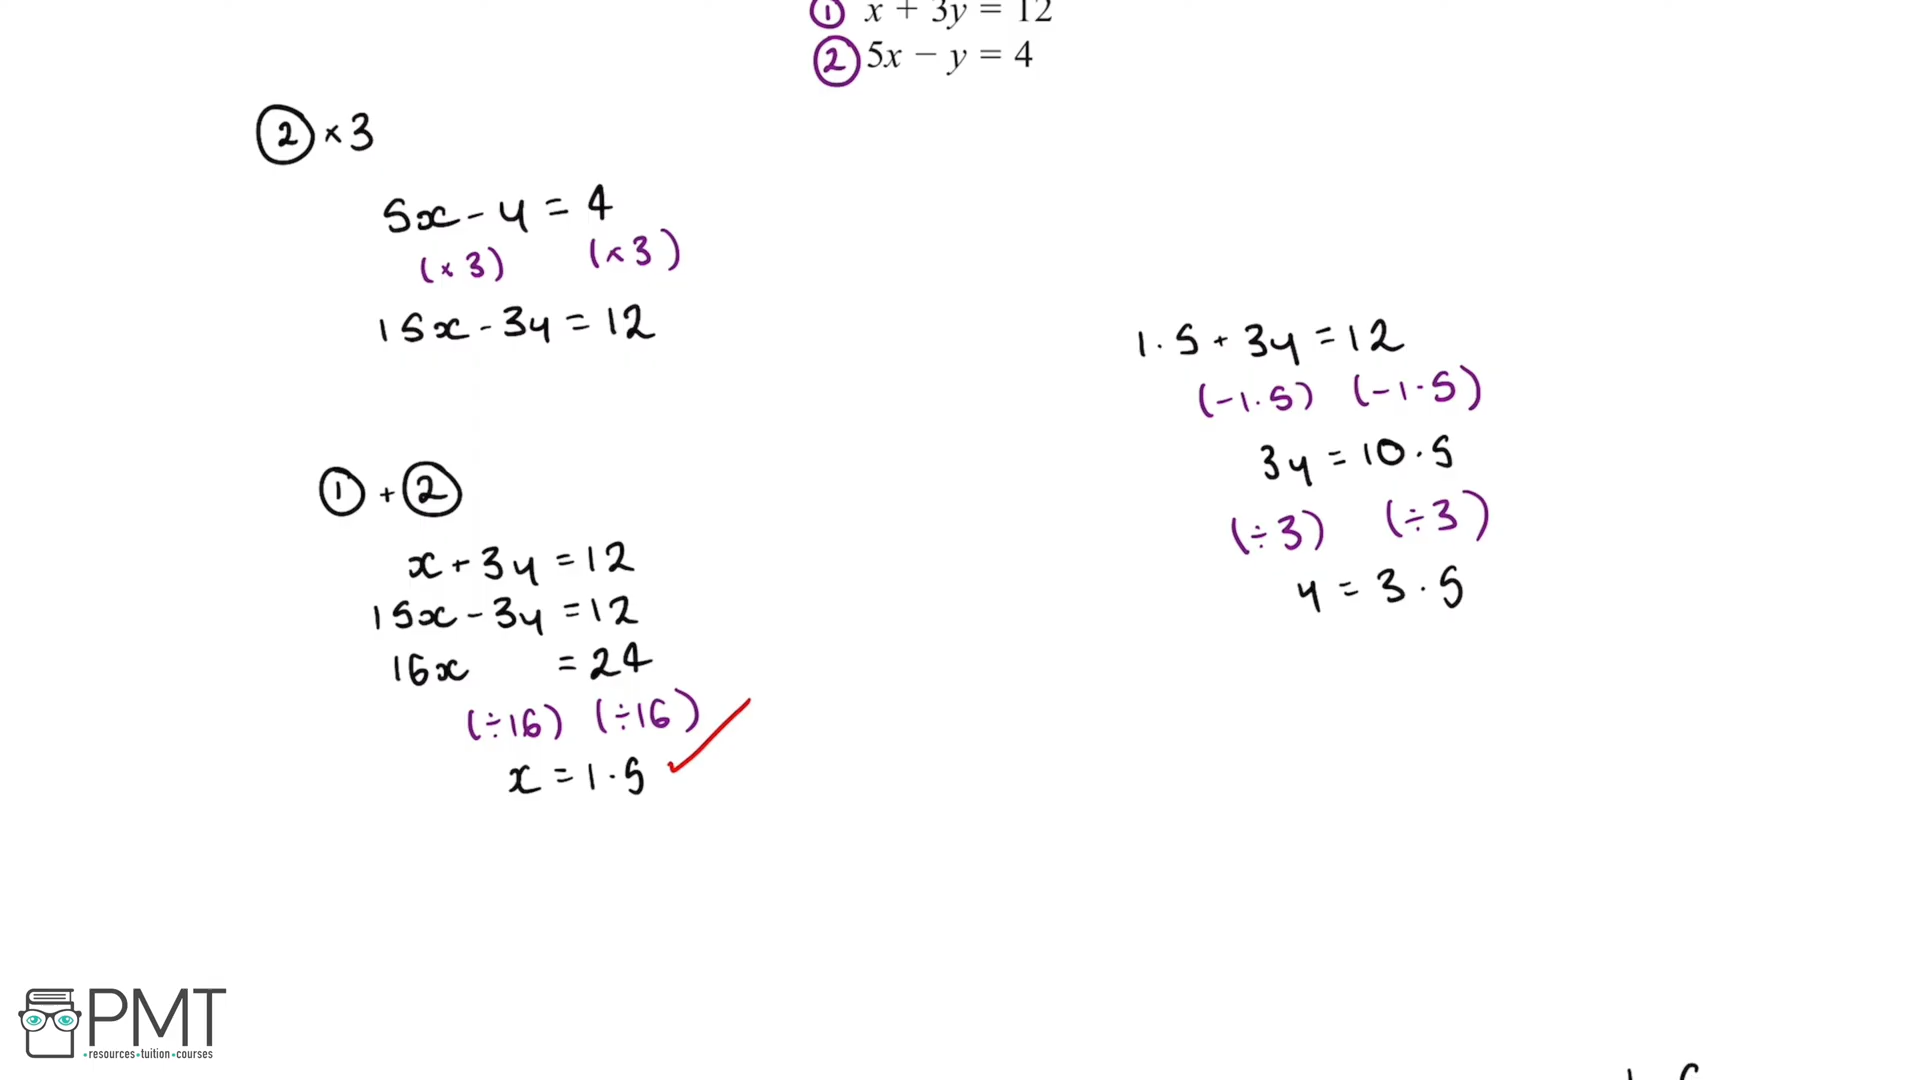 ① x + 3y = 12
② 5x − y = 4
② × 3
5x - y = 4
(× 3) (× 3)
15x - 3y = 12
① + ②
x + 3y = 12
15x - 3y = 12
16x = 24
(÷16) (÷16)
x = 1.5
1.5 + 3y = 12
(-1.5) (-1.5)
3y = 10.5
(÷3) (÷3)
y = 3.5
PMT
•resources•tuition•courses